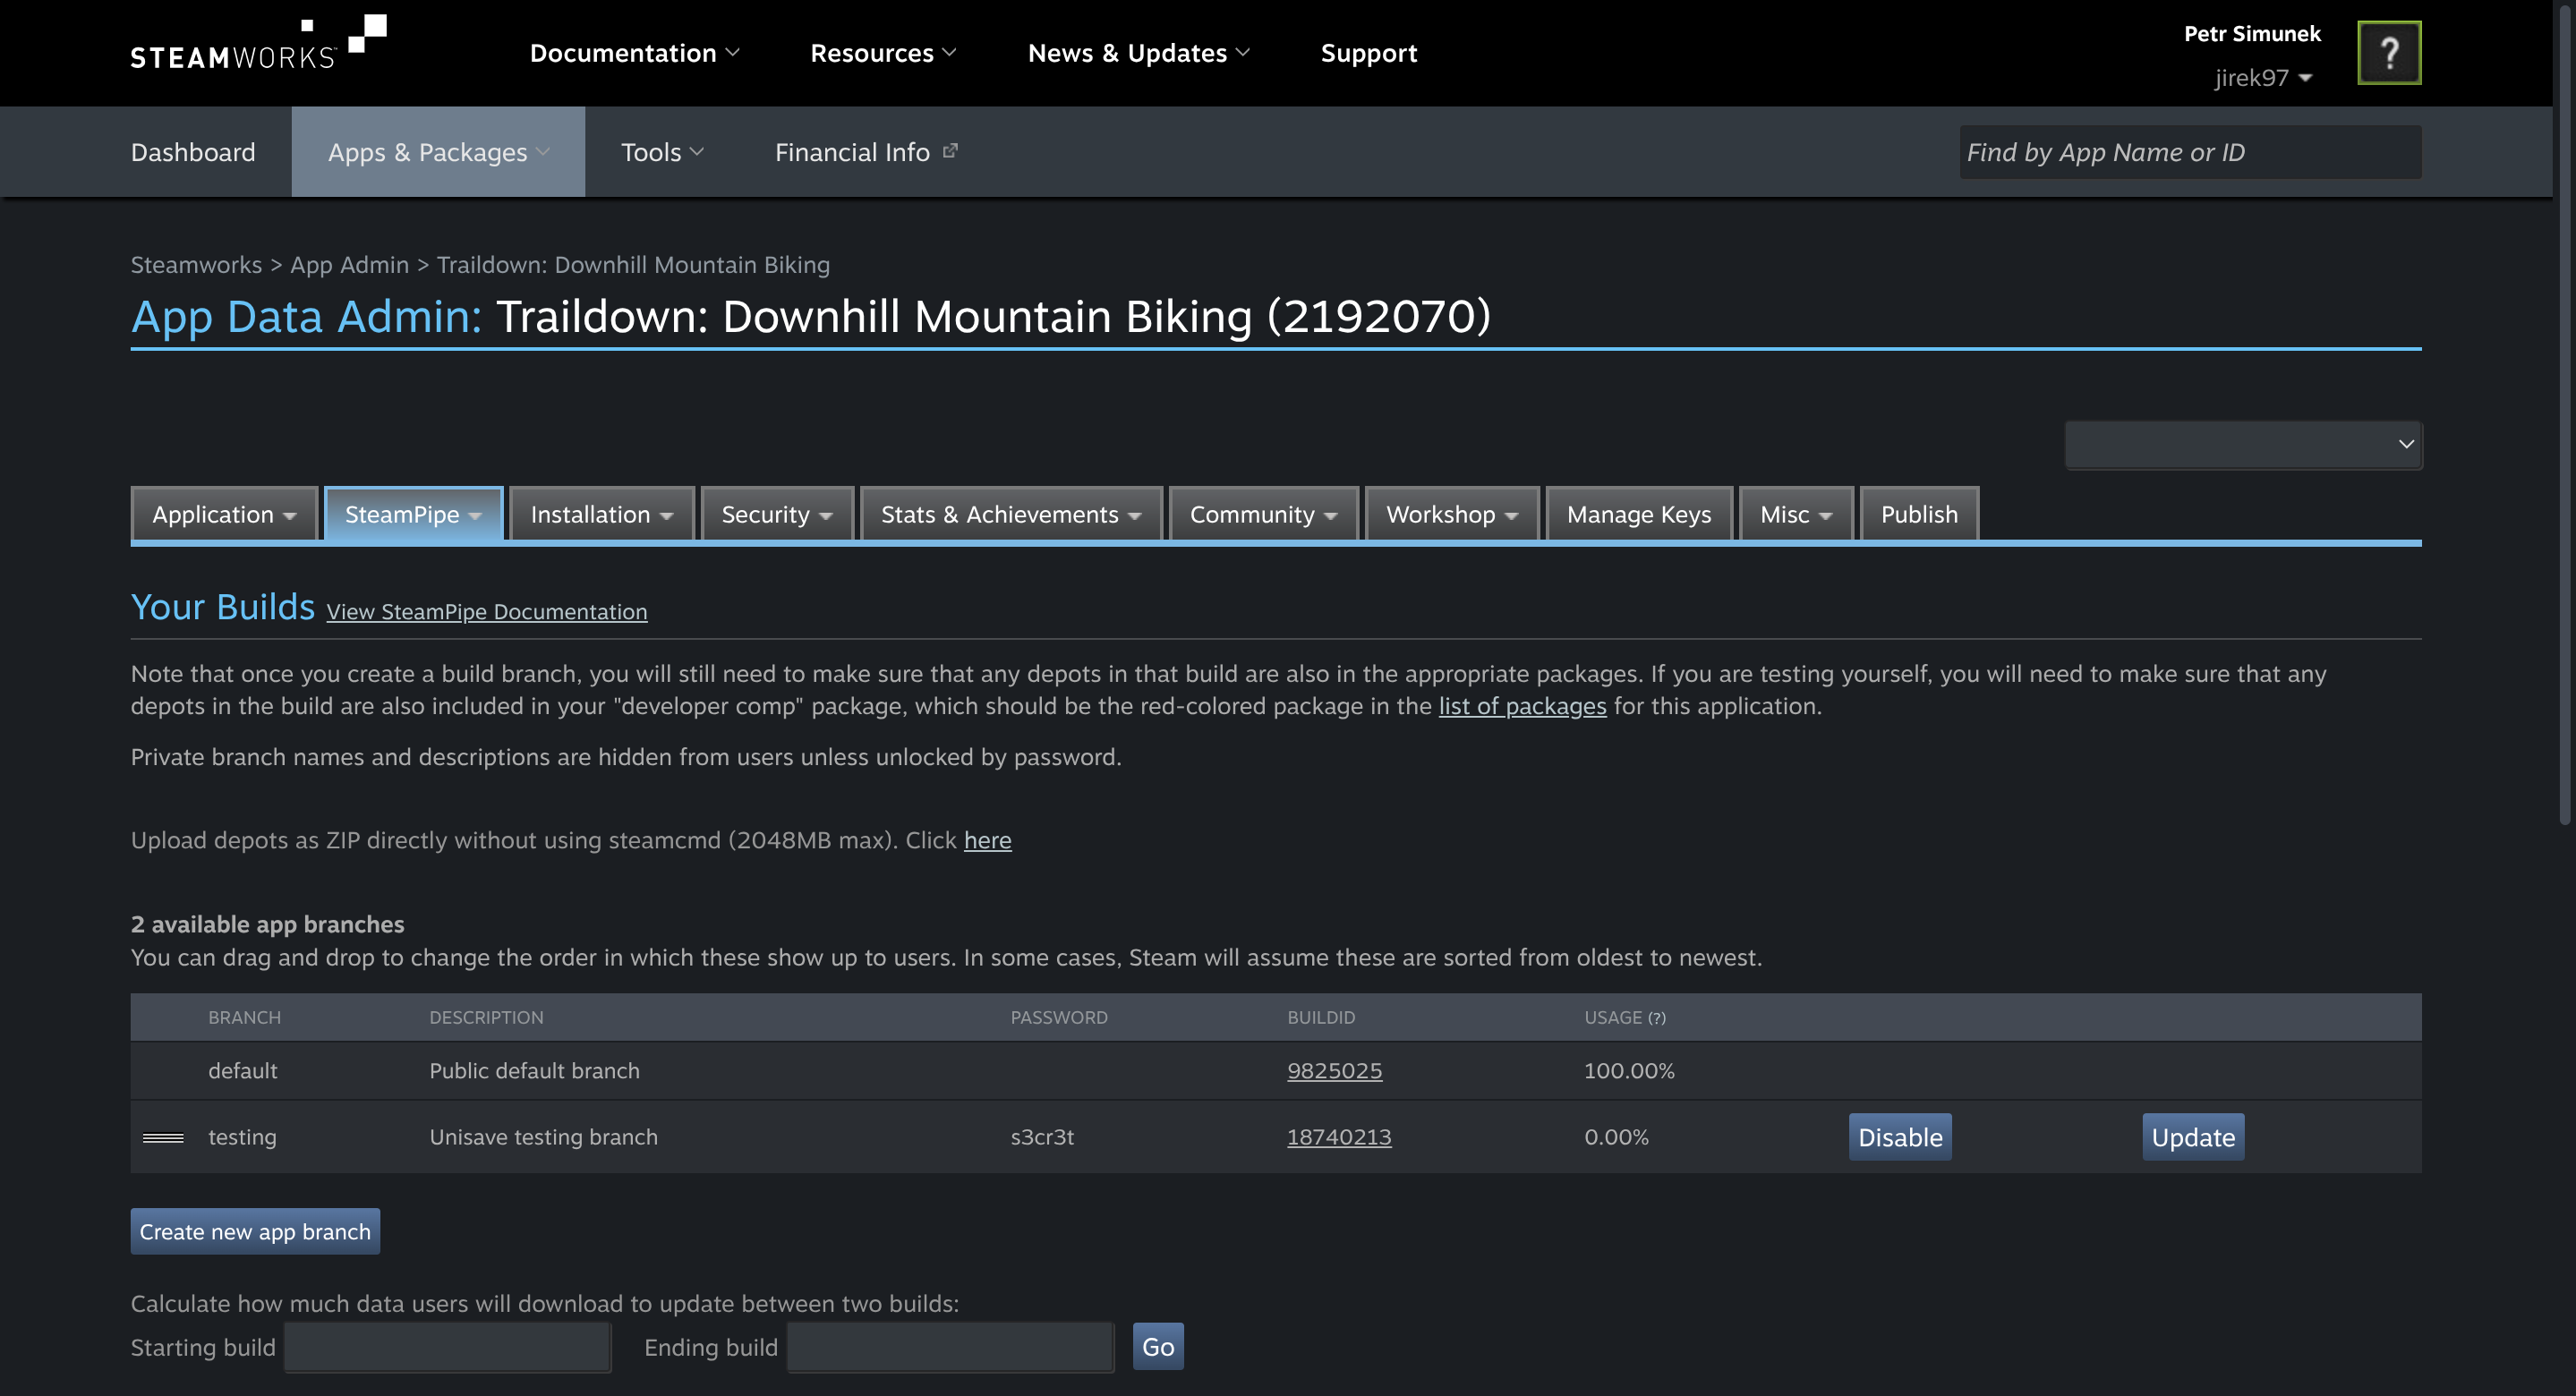 STEAMWORKS™
Documentation
Resources
News & Updates
Support
Petr Simunek
jirek97
?
Dashboard
Apps & Packages
Tools
Financial Info
Find by App Name or ID
Steamworks > App Admin > Traildown: Downhill Mountain Biking
App Data Admin: Traildown: Downhill Mountain Biking (2192070)
Application
SteamPipe
Installation
Security
Stats & Achievements
Community
Workshop
Manage Keys
Misc
Publish
Your Builds View SteamPipe Documentation
Note that once you create a build branch, you will still need to make sure that any depots in that build are also in the appropriate packages. If you are testing yourself, you will need to make sure that any
depots in the build are also included in your "developer comp" package, which should be the red-colored package in the list of packages for this application.
Private branch names and descriptions are hidden from users unless unlocked by password.
Upload depots as ZIP directly without using steamcmd (2048MB max). Click here
2 available app branches
You can drag and drop to change the order in which these show up to users. In some cases, Steam will assume these are sorted from oldest to newest.
BRANCH DESCRIPTION PASSWORD BUILDID USAGE (?)
default Public default branch 9825025 100.00%
testing Unisave testing branch s3cr3t 18740213 0.00% Disable Update
Create new app branch
Calculate how much data users will download to update between two builds:
Starting build Ending build Go